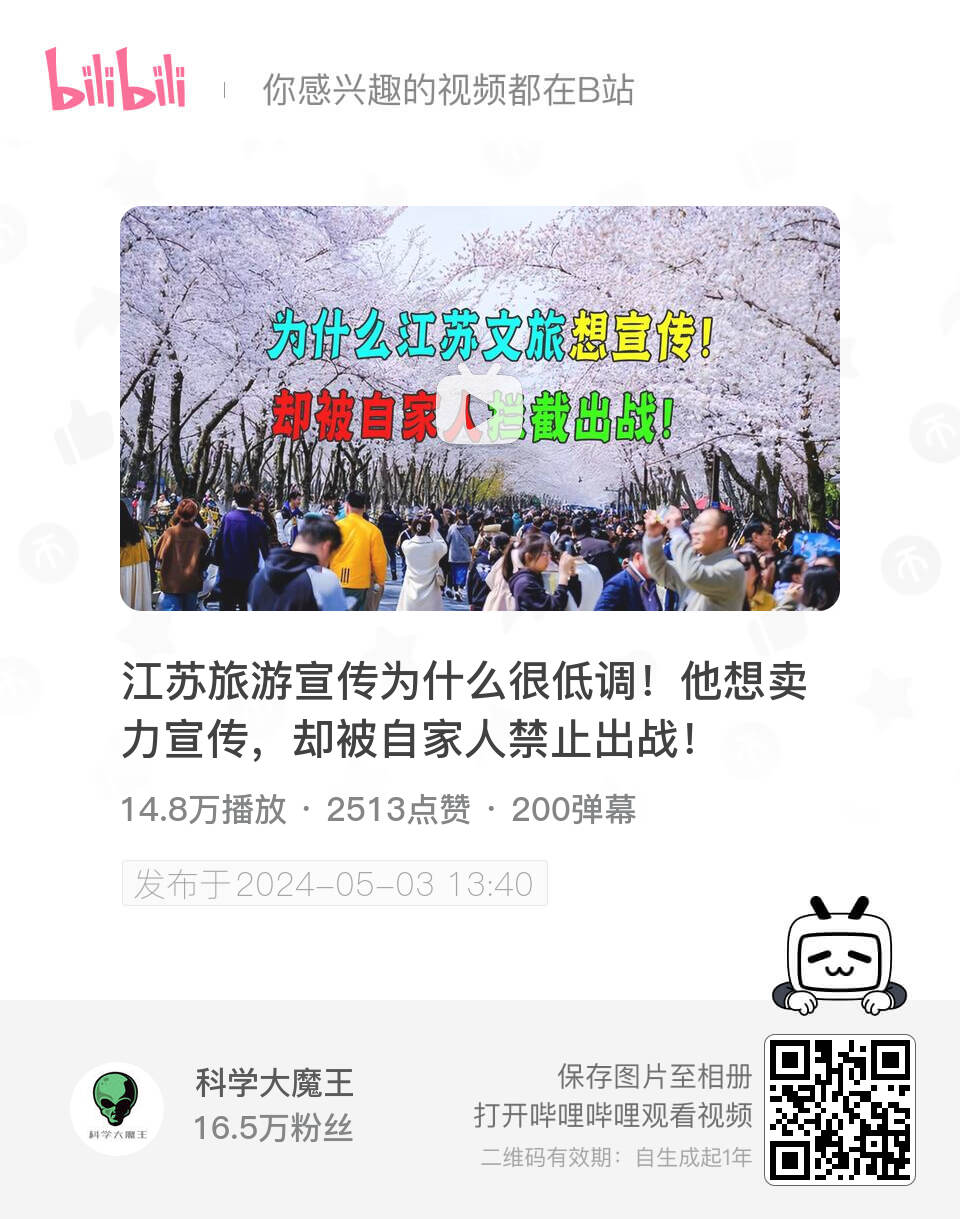 bilibili
你感兴趣的视频都在B站
为什么江苏文旅想宣传！
却被自家人拦截出战！
江苏旅游宣传为什么很低调！他想卖
力宣传，却被自家人禁止出战！
14.8万播放 · 2513点赞 · 200弹幕
发布于2024-05-03 13:40
科学大魔王
科学大魔王
16.5万粉丝
保存图片至相册
打开哔哩哔哩观看视频
二维码有效期：自生成起1年